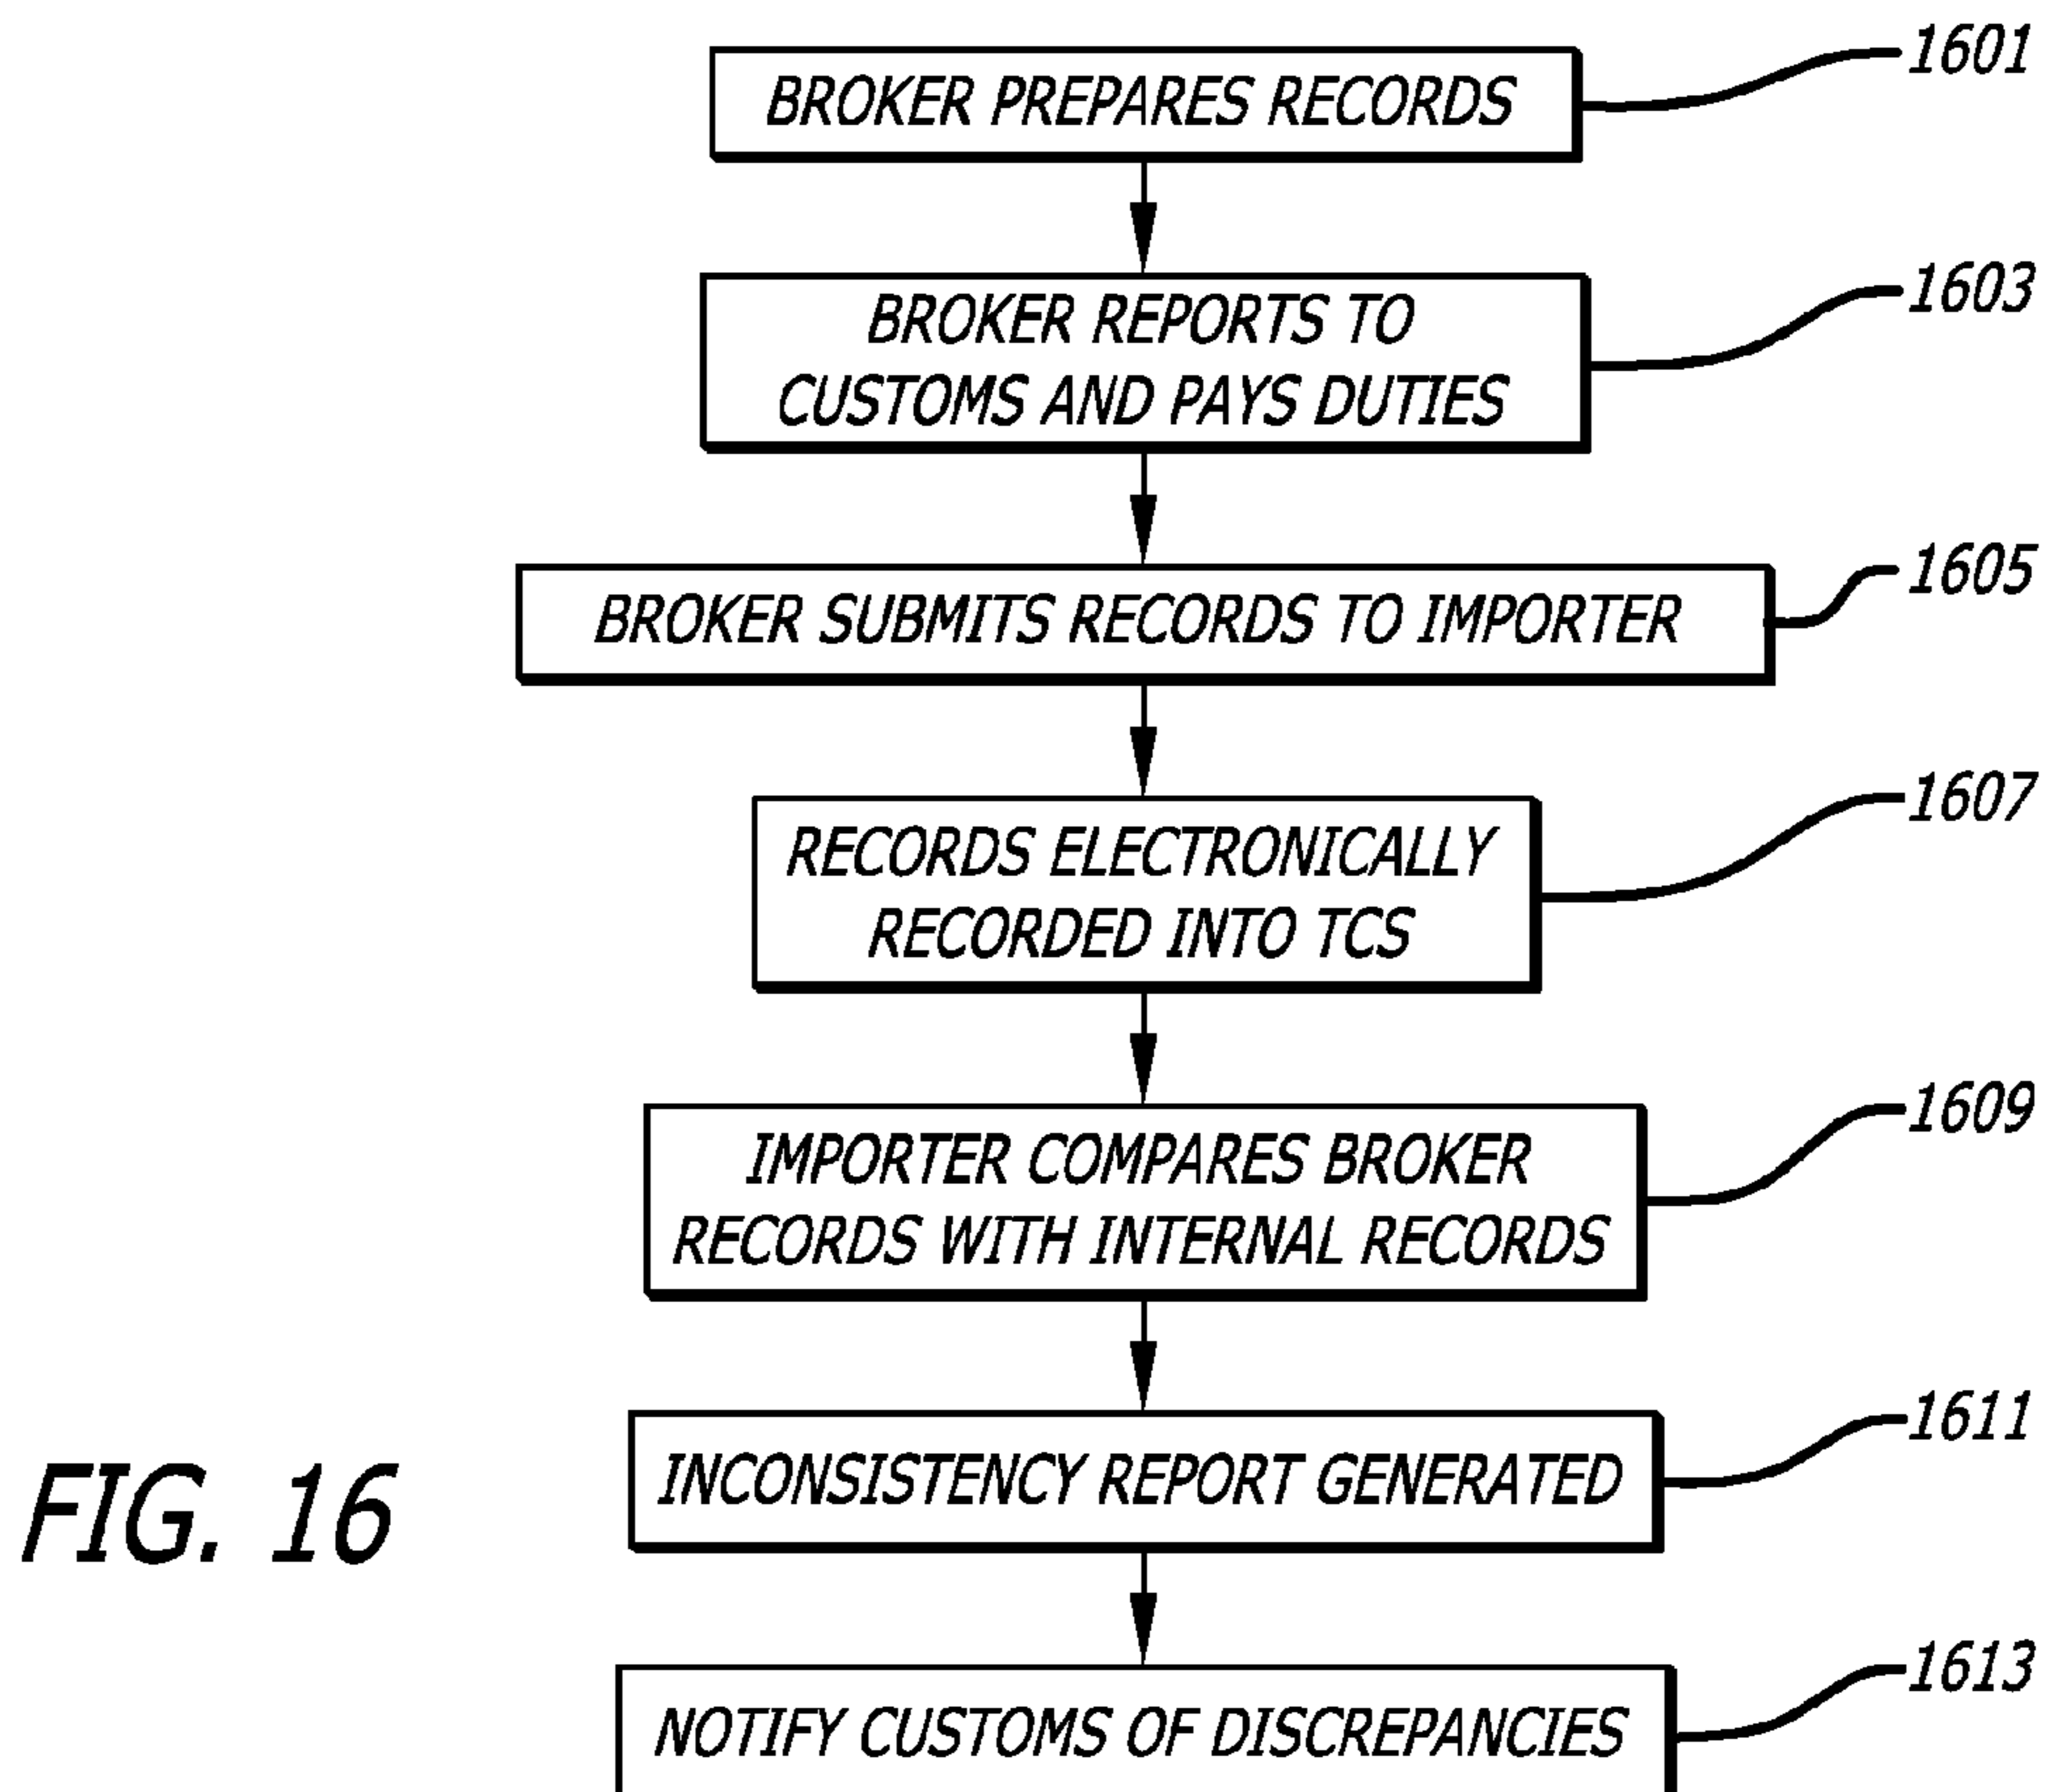 BROKER PREPARES RECORDS
1601
BROKER REPORTS TO
CUSTOMS AND PAYS DUTIES
1603
BROKER SUBMITS RECORDS TO IMPORTER
1605
RECORDS ELECTRONICALLY
RECORDED INTO TCS
1607
IMPORTER COMPARES BROKER
RECORDS WITH INTERNAL RECORDS
1609
INCONSISTENCY REPORT GENERATED
1611
NOTIFY CUSTOMS OF DISCREPANCIES
1613
FIG. 16